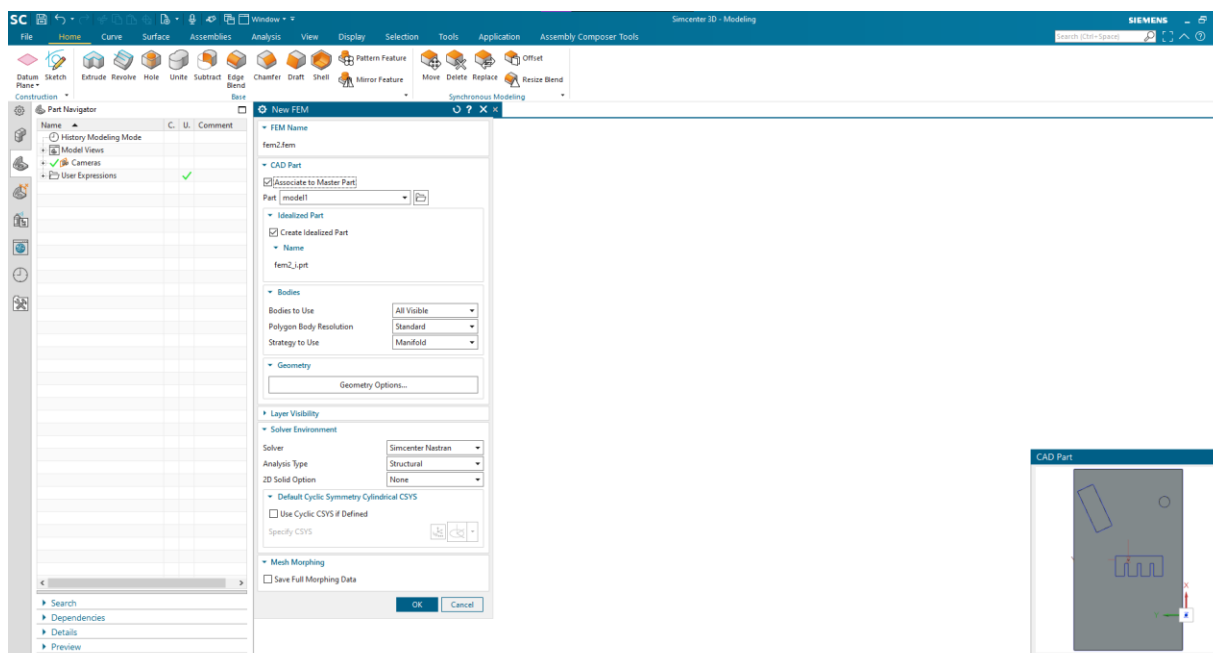 SC Window Simcenter 3D - Modeling SIEMENS
File Home Curve Surface Assemblies Analysis View Display Selection Tools Application Assembly Composer Tools Search (Ctrl+Space)
Datum Plane Sketch Extrude Revolve Hole Unite Subtract Edge Blend Chamfer Draft Shell Pattern Feature Mirror Feature Move Delete Replace Offset Resize Blend
Construction Base Synchronous Modeling
Part Navigator
Name C. U. Comment
History Modeling Mode
Model Views
Cameras
User Expressions
Search
Dependencies
Details
Preview
New FEM
FEM Name
fem2.fem
CAD Part
Associate to Master Part
Part model1
Idealized Part
Create Idealized Part
Name
fem2_i.prt
Bodies
Bodies to Use All Visible
Polygon Body Resolution Standard
Strategy to Use Manifold
Geometry
Geometry Options...
Layer Visibility
Solver Environment
Solver Simcenter Nastran
Analysis Type Structural
2D Solid Option None
Default Cyclic Symmetry Cylindrical CSYS
Use Cyclic CSYS if Defined
Specify CSYS
Mesh Morphing
Save Full Morphing Data
OK Cancel
CAD Part
X